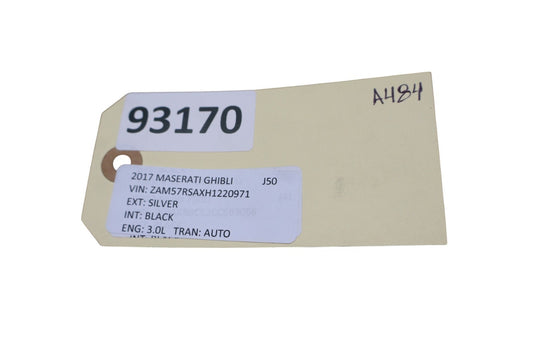 A484
93170
2017 MASERATI GHIBLI J50
VIN: ZAM57RSAXH1220971
EXT: SILVER
INT: BLACK
ENG: 3.0L TRAN: AUTO